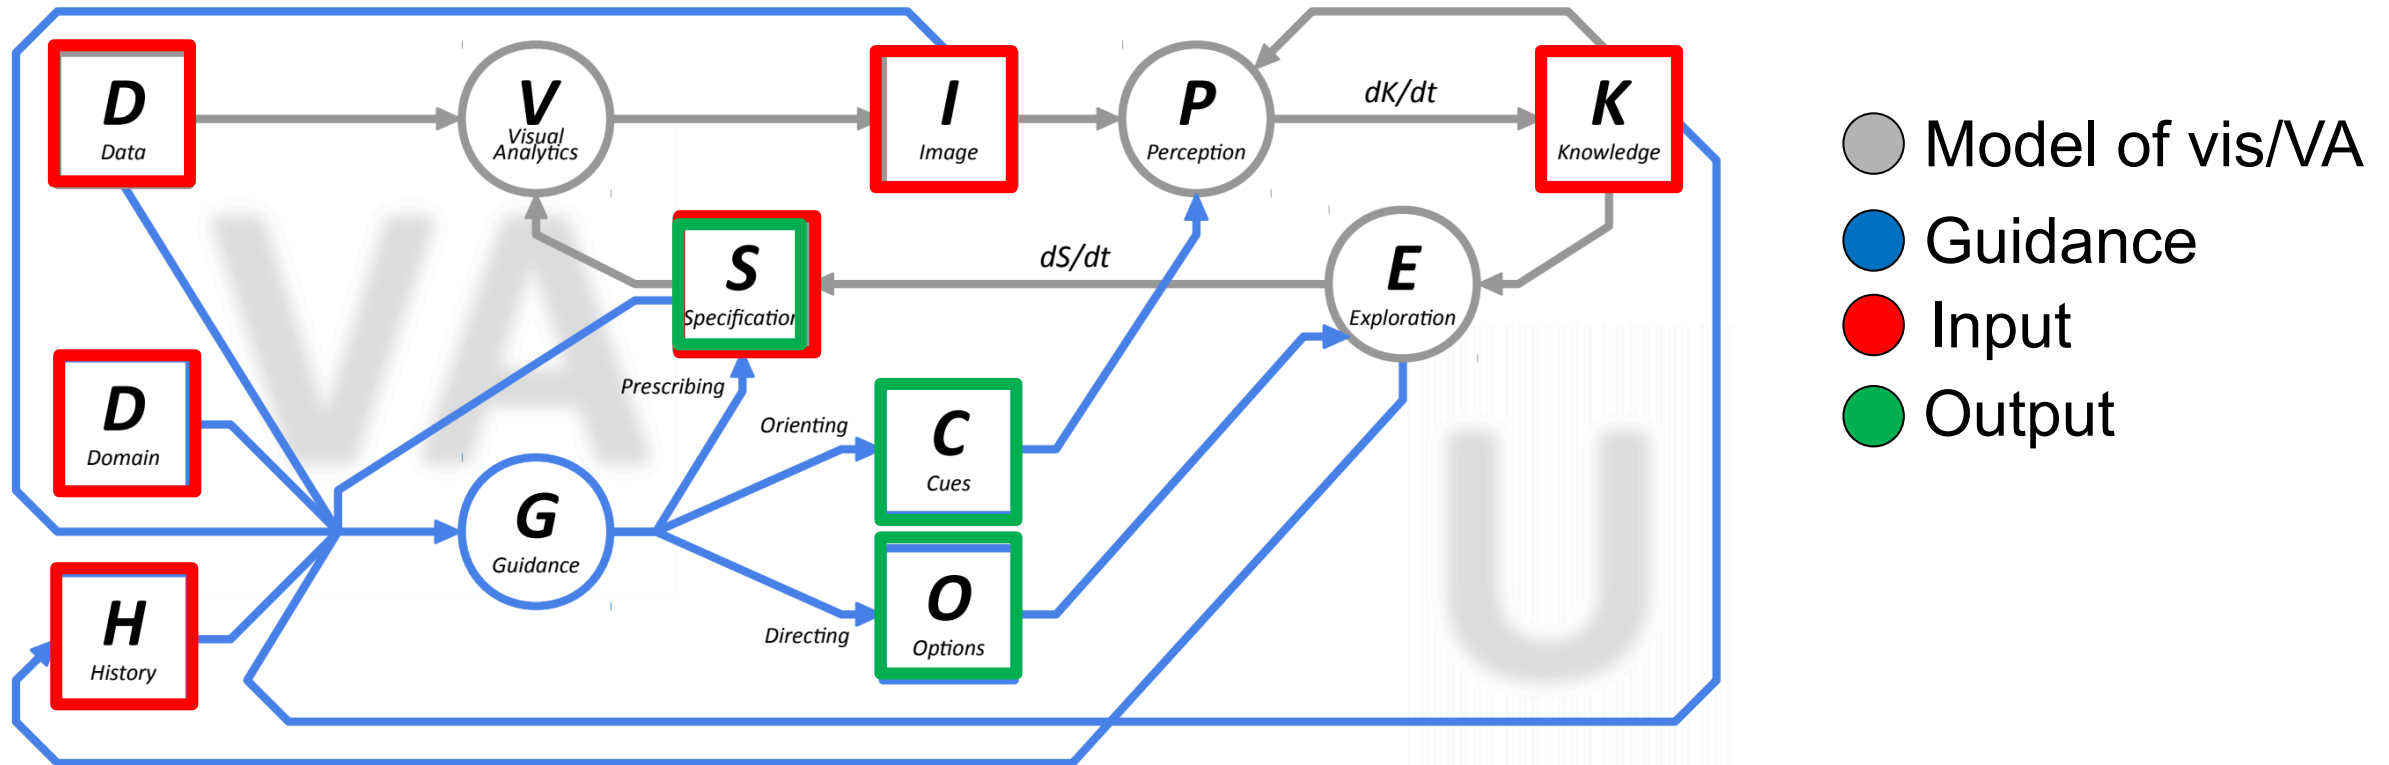 D
Data
V
Visual
Analytics
I
Image
P
Perception
dK/dt
K
Knowledge
S
Specification
dS/dt
E
Exploration
Prescribing
D
Domain
Orienting
C
Cues
G
Guidance
Directing
O
Options
H
History
VA
U
Model of vis/VA
Guidance
Input
Output